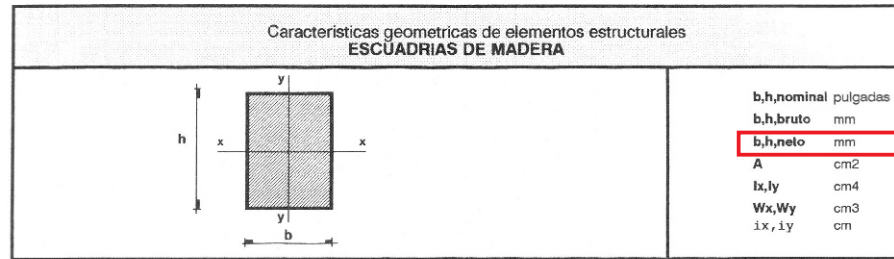 Características geometricas de elementos estructurales
ESCUADRIAS DE MADERA
y
h
x
x
y
b
b,h,nominal pulgadas
b,h,bruto mm
b,h,neto mm
A cm2
Ix,Iy cm4
Wx,Wy cm3
ix,iy cm